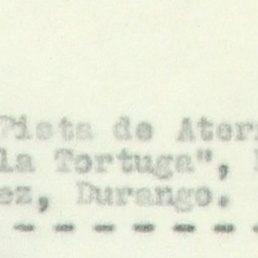 Pista de Ater
la Tortuga",
ez, Durango.
- - - - - - -